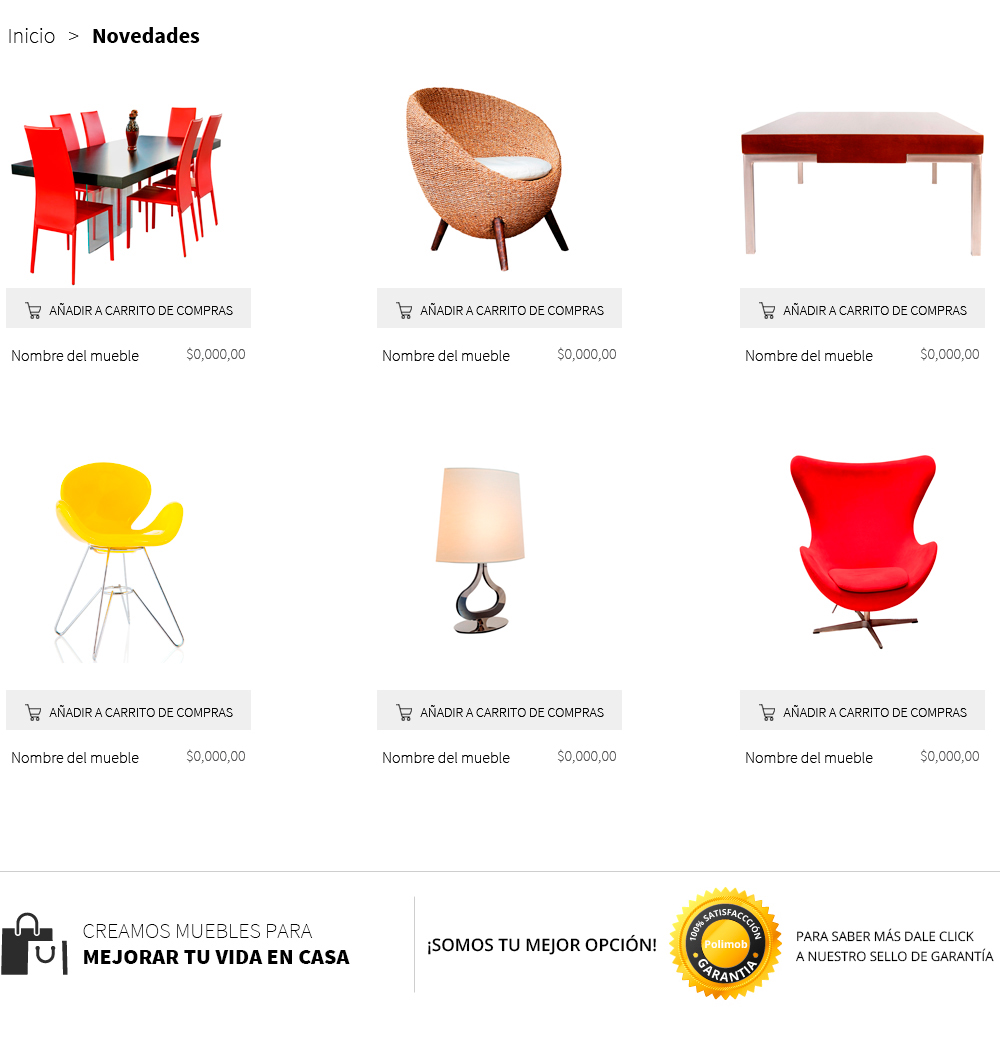 Inicio > Novedades
AÑADIR A CARRITO DE COMPRAS
AÑADIR A CARRITO DE COMPRAS
AÑADIR A CARRITO DE COMPRAS
Nombre del mueble $0,000,00
Nombre del mueble $0,000,00
Nombre del mueble $0,000,00
AÑADIR A CARRITO DE COMPRAS
AÑADIR A CARRITO DE COMPRAS
AÑADIR A CARRITO DE COMPRAS
Nombre del mueble $0,000,00
Nombre del mueble $0,000,00
Nombre del mueble $0,000,00
CREAMOS MUEBLES PARA
MEJORAR TU VIDA EN CASA
¡SOMOS TU MEJOR OPCIÓN!
100% SATISFACCCIÓN
Polimob
GARANTIA
PARA SABER MÁS DALE CLICK
A NUESTRO SELLO DE GARANTÍA